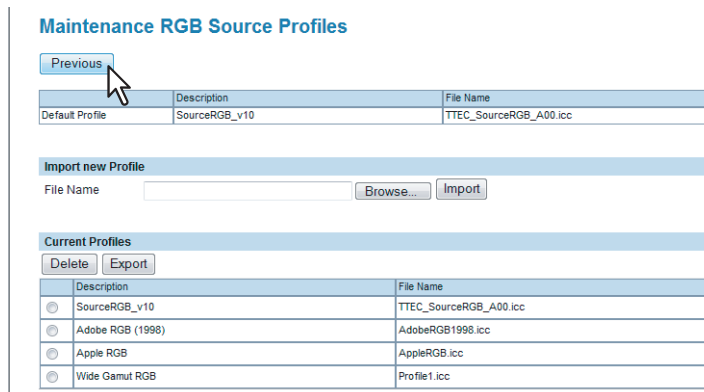 Maintenance RGB Source Profiles
Previous
Description File Name
Default Profile SourceRGB_v10 TTEC_SourceRGB_A00.icc
Import new Profile
File Name Browse... Import
Current Profiles
Delete Export
Description File Name
SourceRGB_v10 TTEC_SourceRGB_A00.icc
Adobe RGB (1998) AdobeRGB1998.icc
Apple RGB AppleRGB.icc
Wide Gamut RGB Profile1.icc